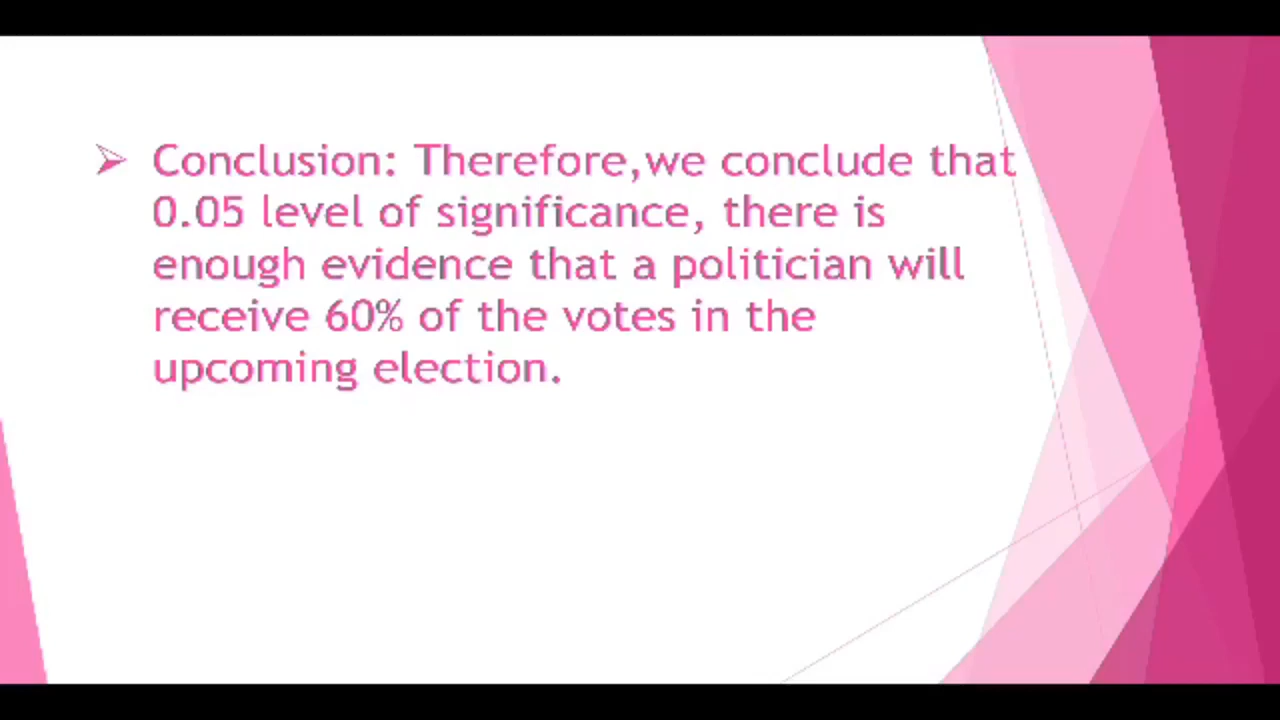 ➢ Conclusion: Therefore,we conclude that
0.05 level of significance, there is
enough evidence that a politician will
receive 60% of the votes in the
upcoming election.